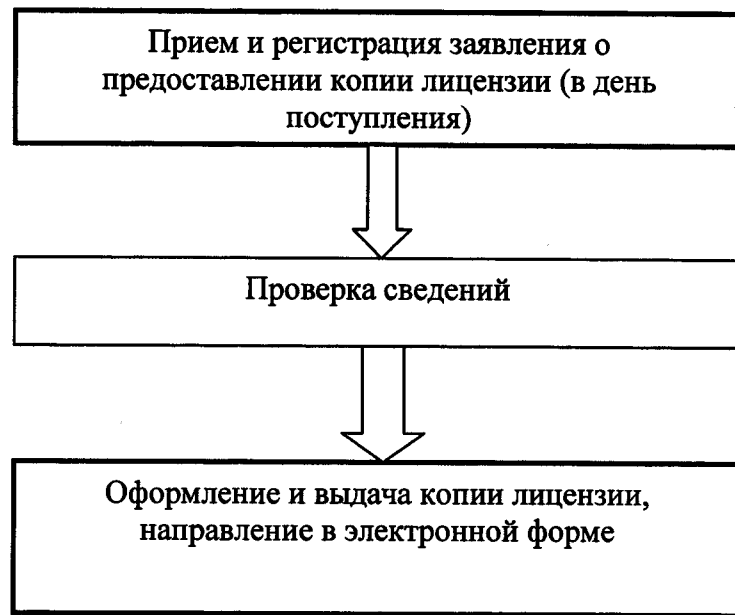 Прием и регистрация заявления о
предоставлении копии лицензии (в день
поступления)
Проверка сведений
Оформление и выдача копии лицензии,
направление в электронной форме